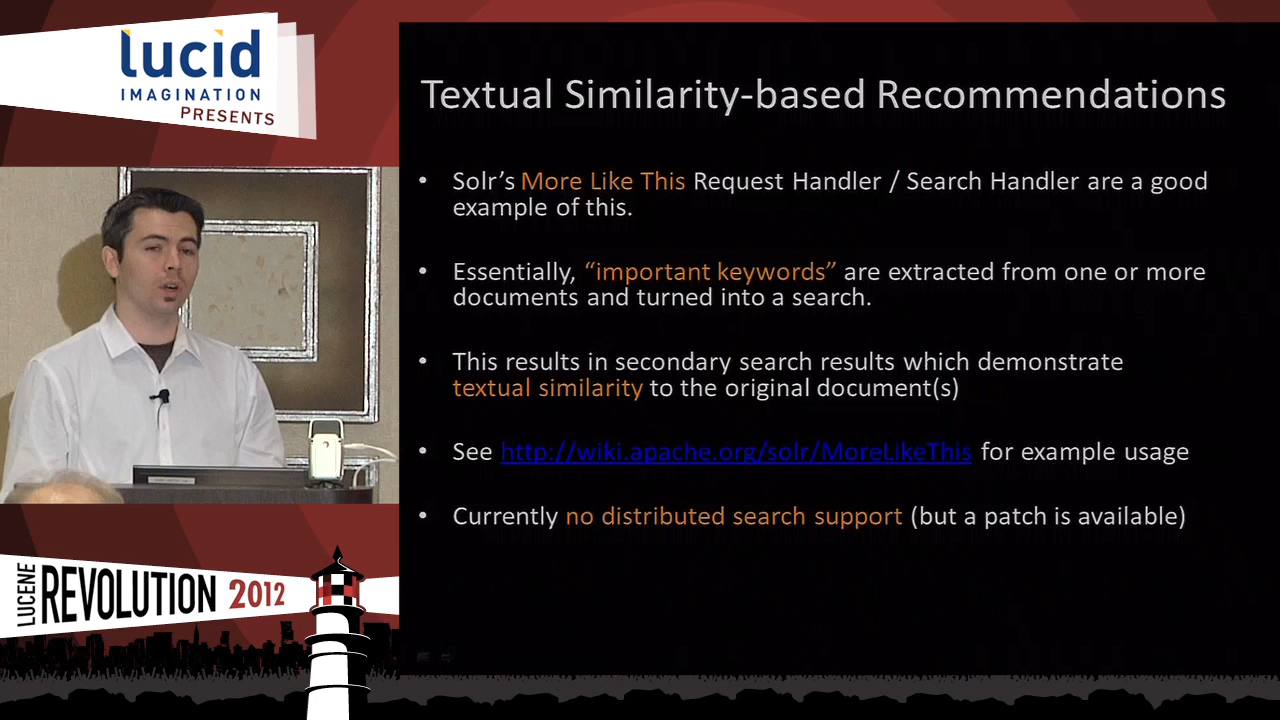 lucid
IMAGINATION
PRESENTS
Textual Similarity-based Recommendations
• Solr’s More Like This Request Handler / Search Handler are a good
example of this.
• Essentially, “important keywords” are extracted from one or more
documents and turned into a search.
• This results in secondary search results which demonstrate
textual similarity to the original document(s)
• See http://wiki.apache.org/solr/MoreLikeThis for example usage
• Currently no distributed search support (but a patch is available)
LUCENE
REVOLUTION 2012